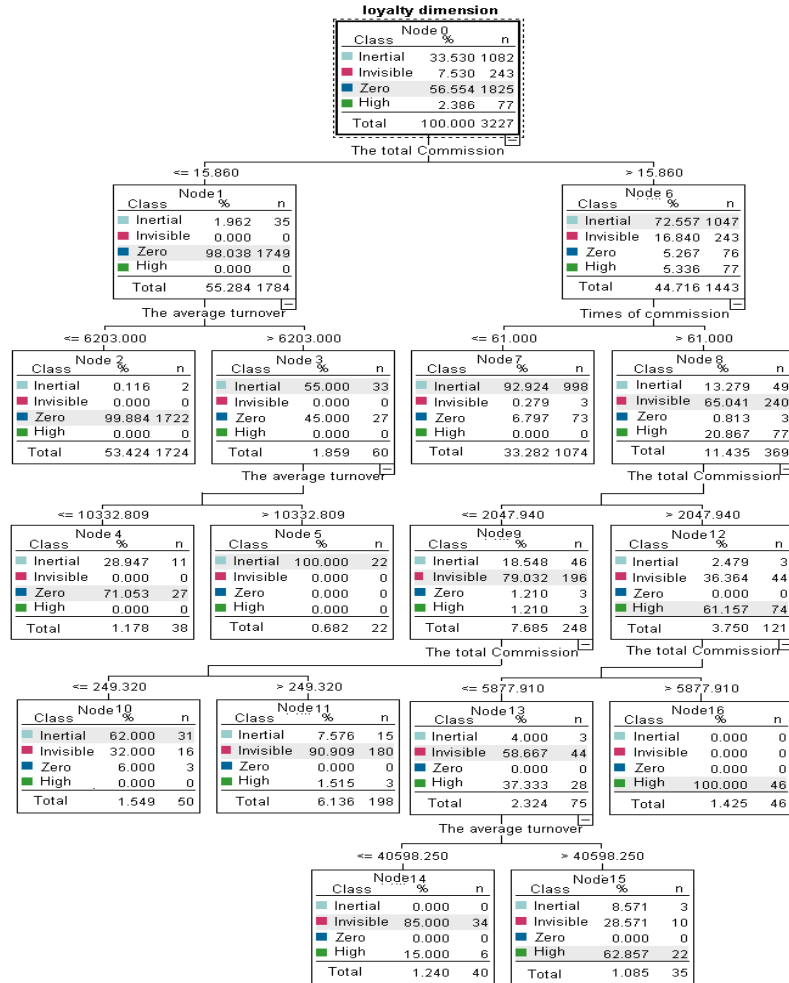 loyalty dimension
Node 0
Class % n
Inertial 33.530 1082
Invisible 7.530 243
Zero 56.554 1825
High 2.386 77
Total 100.000 3227
The total Commission
<= 15.860
> 15.860
Node 1
Class % n
Inertial 1.962 35
Invisible 0.000 0
Zero 98.038 1749
High 0.000 0
Total 55.284 1784
The average turnover
Node 6
Class % n
Inertial 72.557 1047
Invisible 16.840 243
Zero 5.267 76
High 5.336 77
Total 44.716 1443
Times of commission
<= 6203.000
> 6203.000
<= 61.000
> 61.000
Node 2
Class % n
Inertial 0.116 2
Invisible 0.000 0
Zero 99.884 1722
High 0.000 0
Total 53.424 1724
Node 3
Class % n
Inertial 55.000 33
Invisible 0.000 0
Zero 45.000 27
High 0.000 0
Total 1.859 60
The average turnover
Node 7
Class % n
Inertial 92.924 998
Invisible 0.279 3
Zero 6.797 73
High 0.000 0
Total 33.282 1074
Node 8
Class % n
Inertial 13.279 49
Invisible 65.041 240
Zero 0.813 3
High 20.867 77
Total 11.435 369
The total Commission
<= 10332.809
> 10332.809
<= 2047.940
> 2047.940
Node 4
Class % n
Inertial 28.947 11
Invisible 0.000 0
Zero 71.053 27
High 0.000 0
Total 1.178 38
Node 5
Class % n
Inertial 100.000 22
Invisible 0.000 0
Zero 0.000 0
High 0.000 0
Total 0.682 22
Node9
Class % n
Inertial 18.548 46
Invisible 79.032 196
Zero 1.210 3
High 1.210 3
Total 7.685 248
The total Commission
Node12
Class % n
Inertial 2.479 3
Invisible 36.364 44
Zero 0.000 0
High 61.157 74
Total 3.750 121
The total Commission
<= 249.320
> 249.320
<= 5877.910
> 5877.910
Node10
Class % n
Inertial 62.000 31
Invisible 32.000 16
Zero 6.000 3
High 0.000 0
Total 1.549 50
Node11
Class % n
Inertial 7.576 15
Invisible 90.909 180
Zero 0.000 0
High 1.515 3
Total 6.136 198
Node13
Class % n
Inertial 4.000 3
Invisible 58.667 44
Zero 0.000 0
High 37.333 28
Total 2.324 75
The average turnover
Node16
Class % n
Inertial 0.000 0
Invisible 0.000 0
Zero 0.000 0
High 100.000 46
Total 1.425 46
<= 40598.250
> 40598.250
Node14
Class % n
Inertial 0.000 0
Invisible 85.000 34
Zero 0.000 0
High 15.000 6
Total 1.240 40
Node15
Class % n
Inertial 8.571 3
Invisible 28.571 10
Zero 0.000 0
High 62.857 22
Total 1.085 35